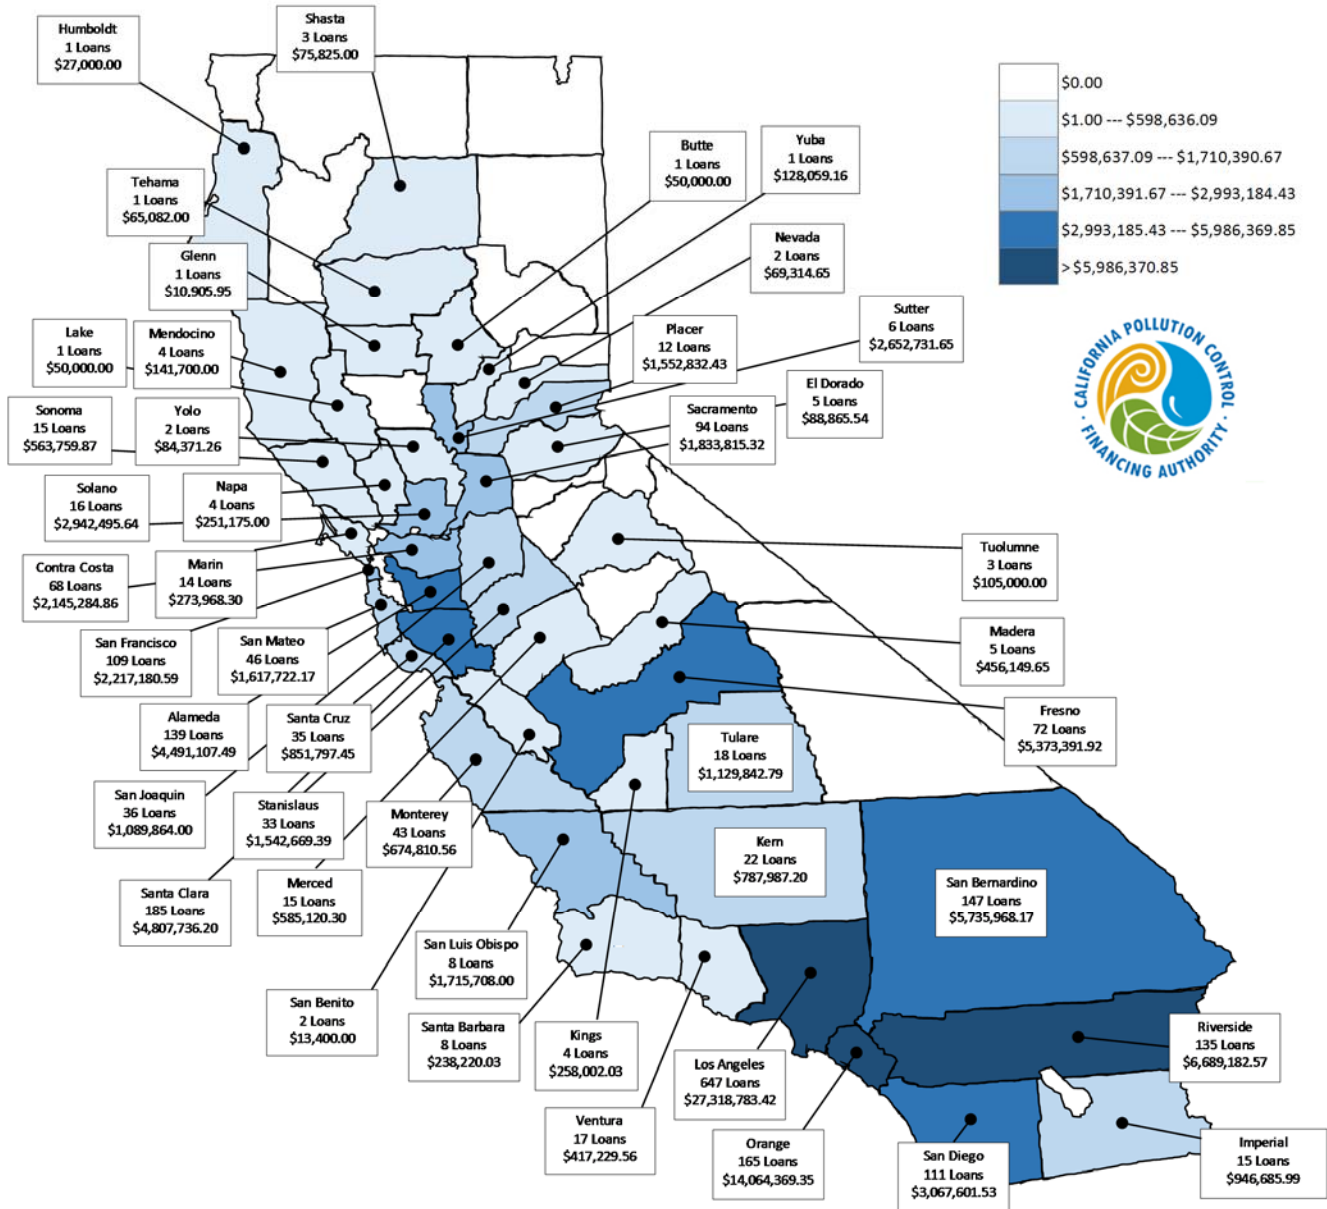 Humboldt
1 Loans
$27,000.00
Shasta
3 Loans
$75,825.00
$0.00
$1.00 --- $598,636.09
$598,637.09 --- $1,710,390.67
$1,710,391.67 --- $2,993,184.43
$2,993,185.43 --- $5,986,369.85
> $5,986,370.85
Butte
1 Loans
$50,000.00
Yuba
1 Loans
$128,059.16
Tehama
1 Loans
$65,082.00
Nevada
2 Loans
$69,314.65
Glenn
1 Loans
$10,905.95
Sutter
6 Loans
$2,652,731.65
Lake
1 Loans
$50,000.00
Mendocino
4 Loans
$141,700.00
Placer
12 Loans
$1,552,832.43
El Dorado
5 Loans
$88,865.54
CALIFORNIA POLLUTION CONTROL
FINANCING AUTHORITY
Sonoma
15 Loans
$563,759.87
Yolo
2 Loans
$84,371.26
Sacramento
94 Loans
$1,833,815.32
Solano
16 Loans
$2,942,495.64
Napa
4 Loans
$251,175.00
Contra Costa
68 Loans
$2,145,284.86
Marin
14 Loans
$273,968.30
Tuolumne
3 Loans
$105,000.00
San Francisco
109 Loans
$2,217,180.59
San Mateo
46 Loans
$1,617,722.17
Madera
5 Loans
$456,149.65
Alameda
139 Loans
$4,491,107.49
Santa Cruz
35 Loans
$851,797.45
Tulare
18 Loans
$1,129,842.79
Fresno
72 Loans
$5,373,391.92
San Joaquin
36 Loans
$1,089,864.00
Stanislaus
33 Loans
$1,542,669.39
Monterey
43 Loans
$674,810.56
Kern
22 Loans
$787,987.20
Santa Clara
185 Loans
$4,807,736.20
Merced
15 Loans
$585,120.30
San Bernardino
147 Loans
$5,735,968.17
San Luis Obispo
8 Loans
$1,715,708.00
San Benito
2 Loans
$13,400.00
Santa Barbara
8 Loans
$238,220.03
Kings
4 Loans
$258,002.03
Los Angeles
647 Loans
$27,318,783.42
Riverside
135 Loans
$6,689,182.57
Ventura
17 Loans
$417,229.56
Orange
165 Loans
$14,064,369.35
San Diego
111 Loans
$3,067,601.53
Imperial
15 Loans
$946,685.99